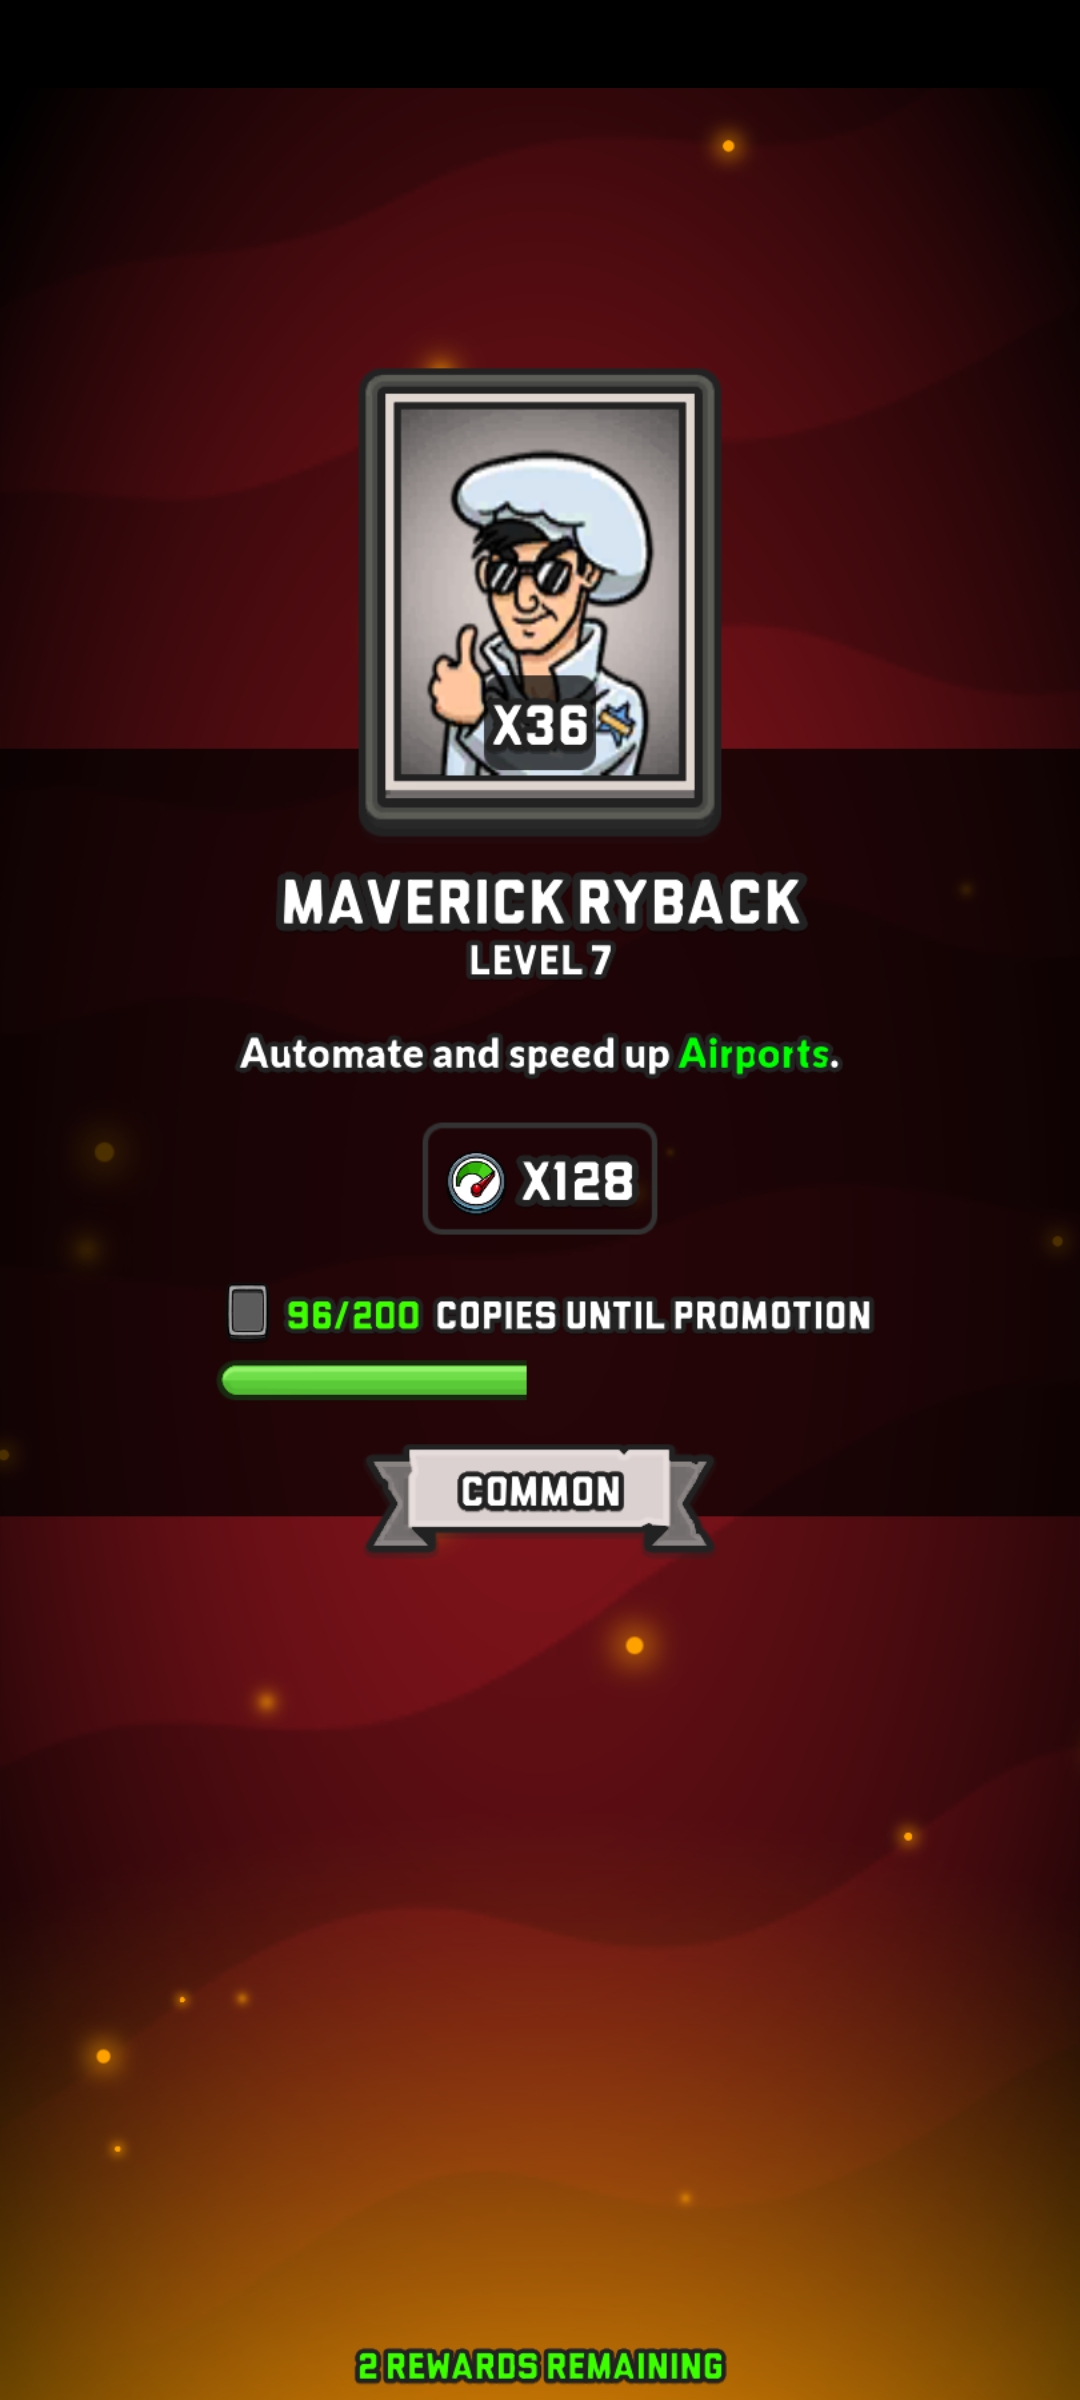 X36
MAVERICK RYBACK
LEVEL 7
Automate and speed up Airports.
X128
96/200 COPIES UNTIL PROMOTION
COMMON
2 REWARDS REMAINING